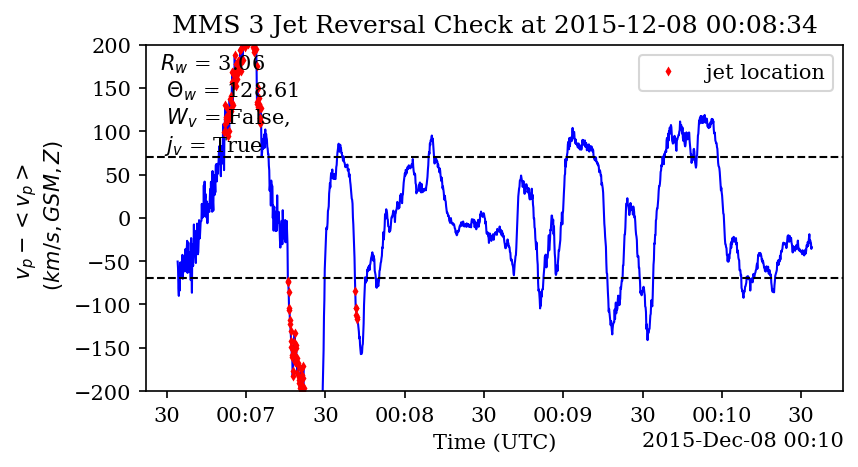 MMS 3 Jet Reversal Check at 2015-12-08 00:08:34
R_w = 3.06
Θ_w = 128.61
W_v = False,
j_v = True
jet location
v_p − < v_p >
(km/s, GSM, Z)
200
150
100
50
0
−50
−100
−150
−200
30 00:07 30 00:08 30 00:09 30 00:10 30
Time (UTC)
2015-Dec-08 00:10